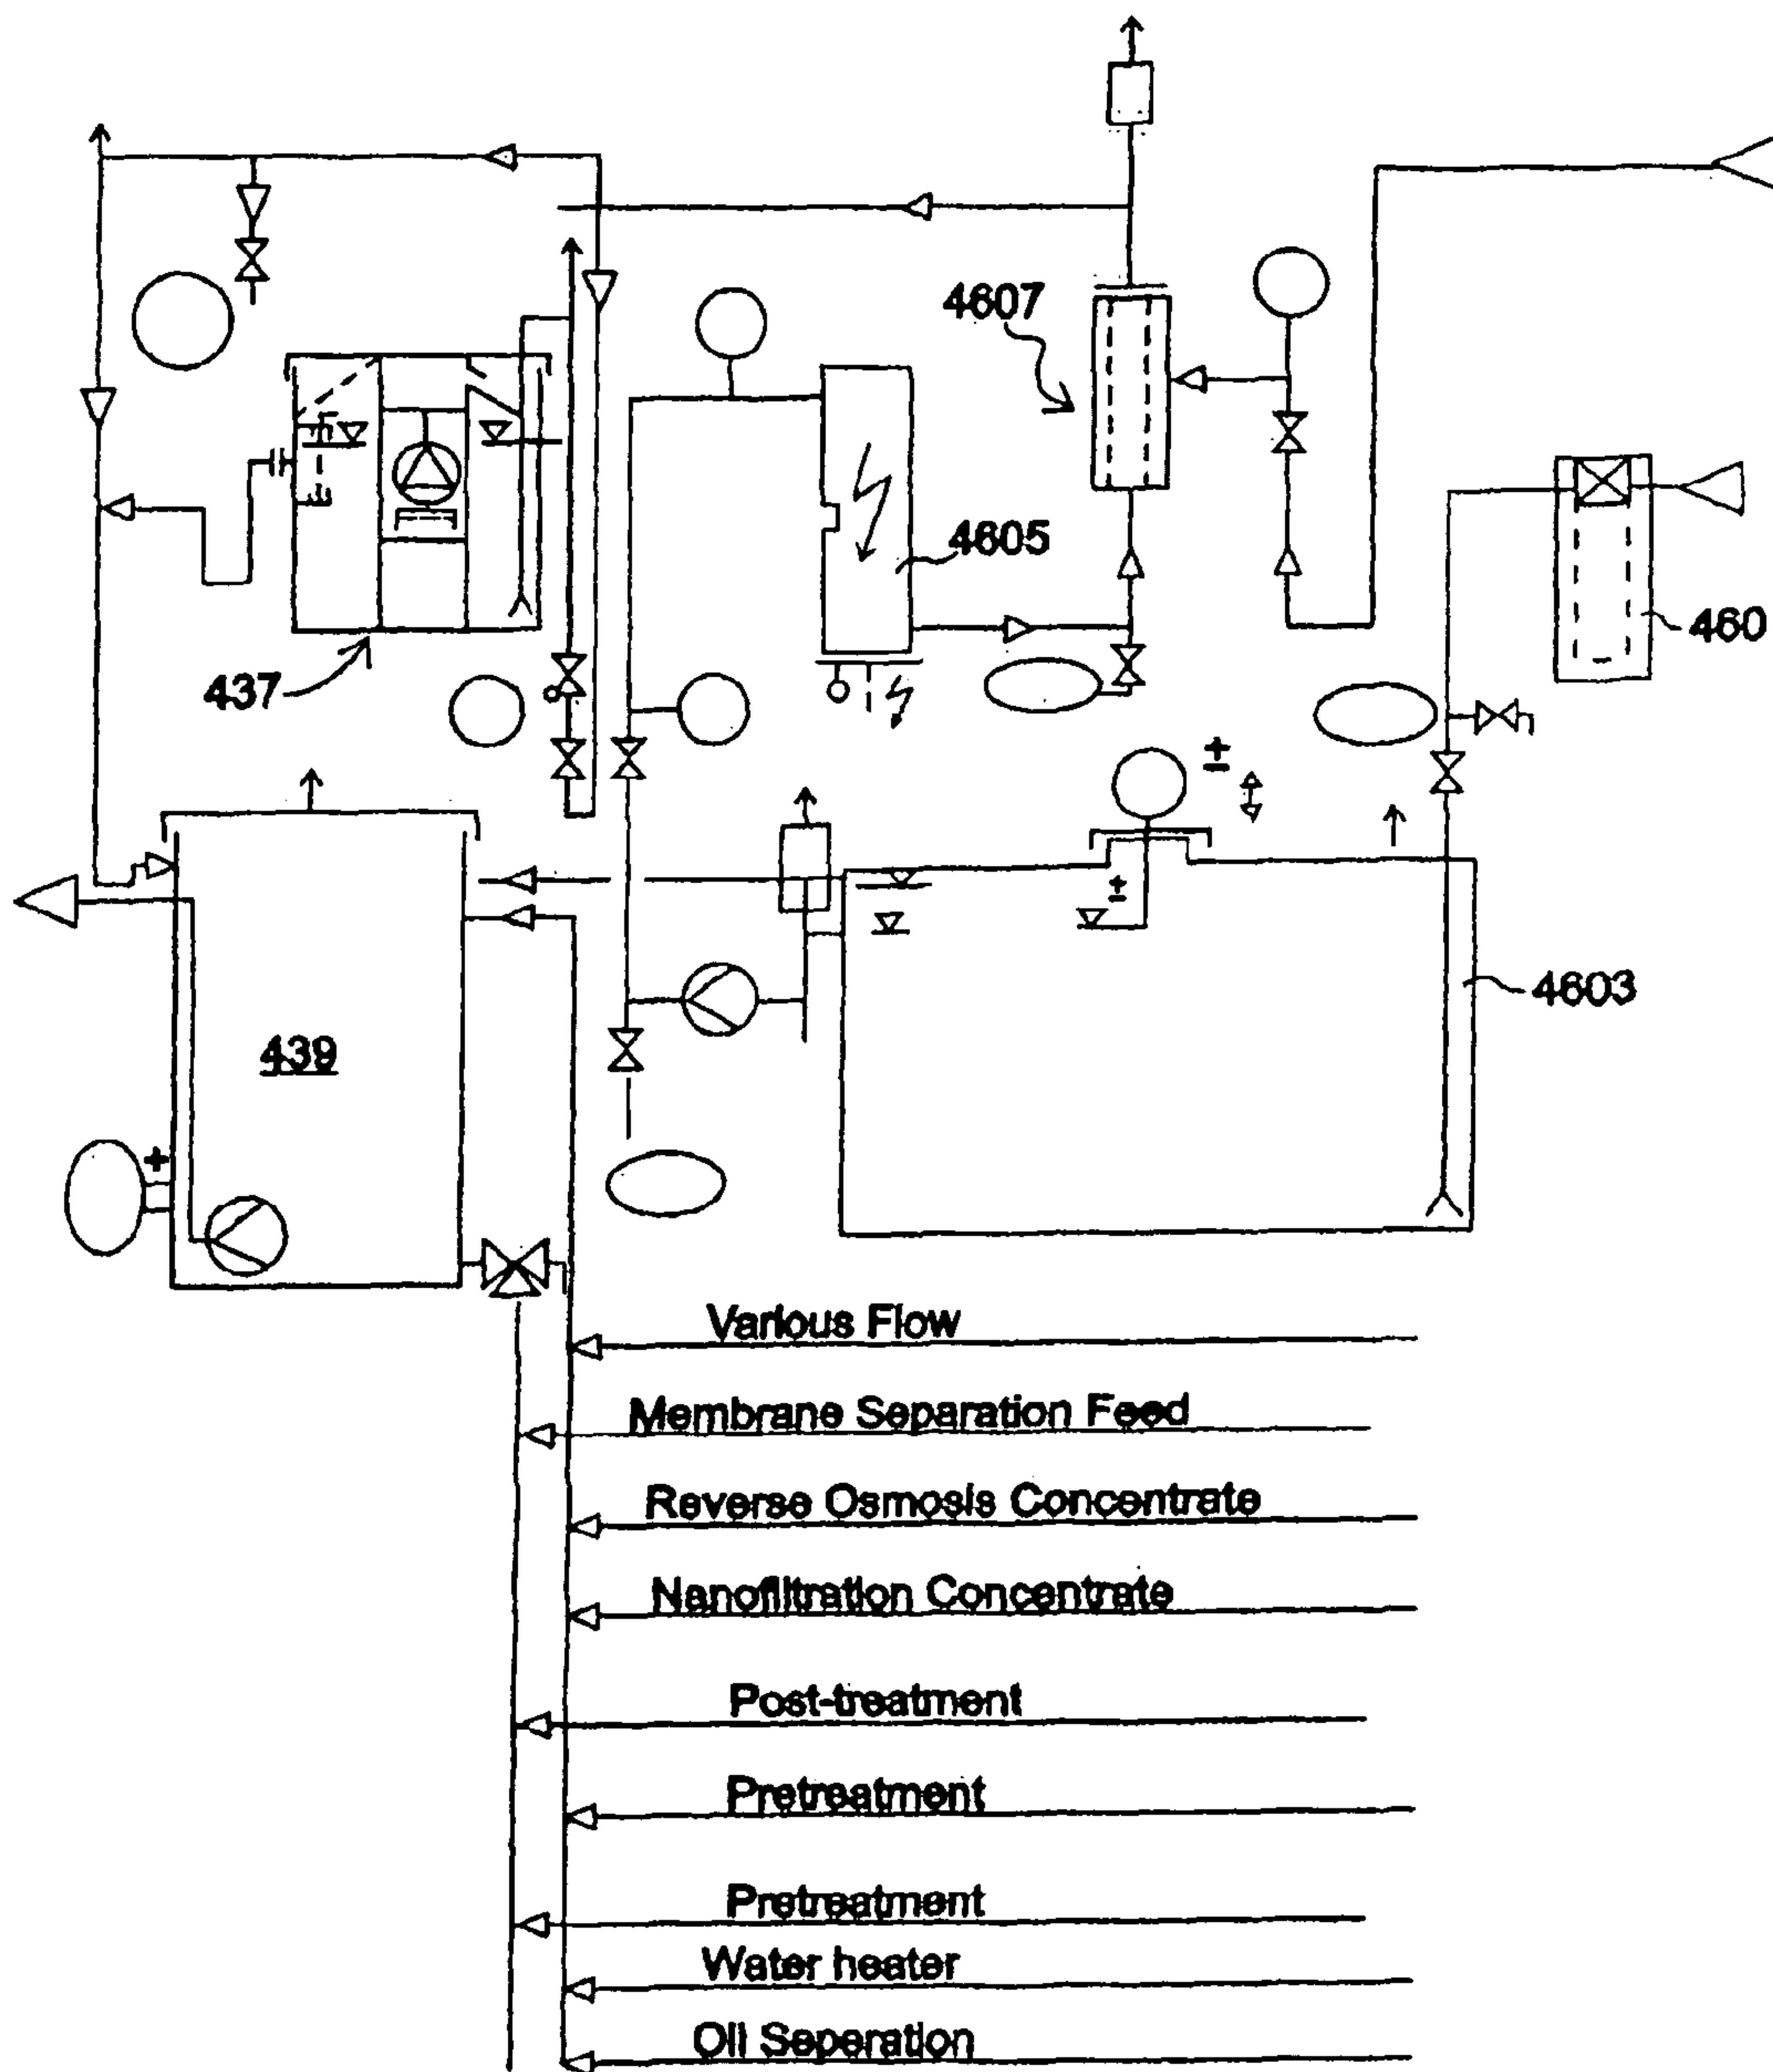 4607
4605
460
437
±
±
4603
439
+
Various Flow
Membrane Separation Feed
Reverse Osmosis Concentrate
Nanofiltration Concentrate
Post-treatment
Pretreatment
Pretreatment
Water heater
Oil Seperation